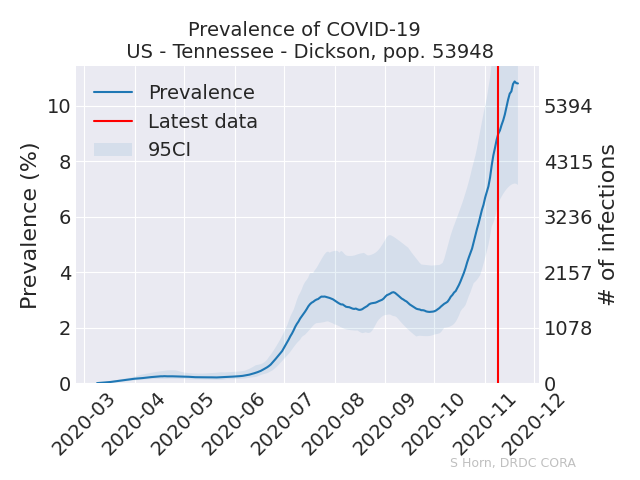 Prevalence of COVID-19
US - Tennessee - Dickson, pop. 53948
Prevalence
Latest data
95CI
Prevalence (%)
10
8
6
4
2
0
5394
4315
3236
2157
1078
0
# of infections
2020-03
2020-04
2020-05
2020-06
2020-07
2020-08
2020-09
2020-10
2020-11
2020-12
S Horn, DRDC CORA